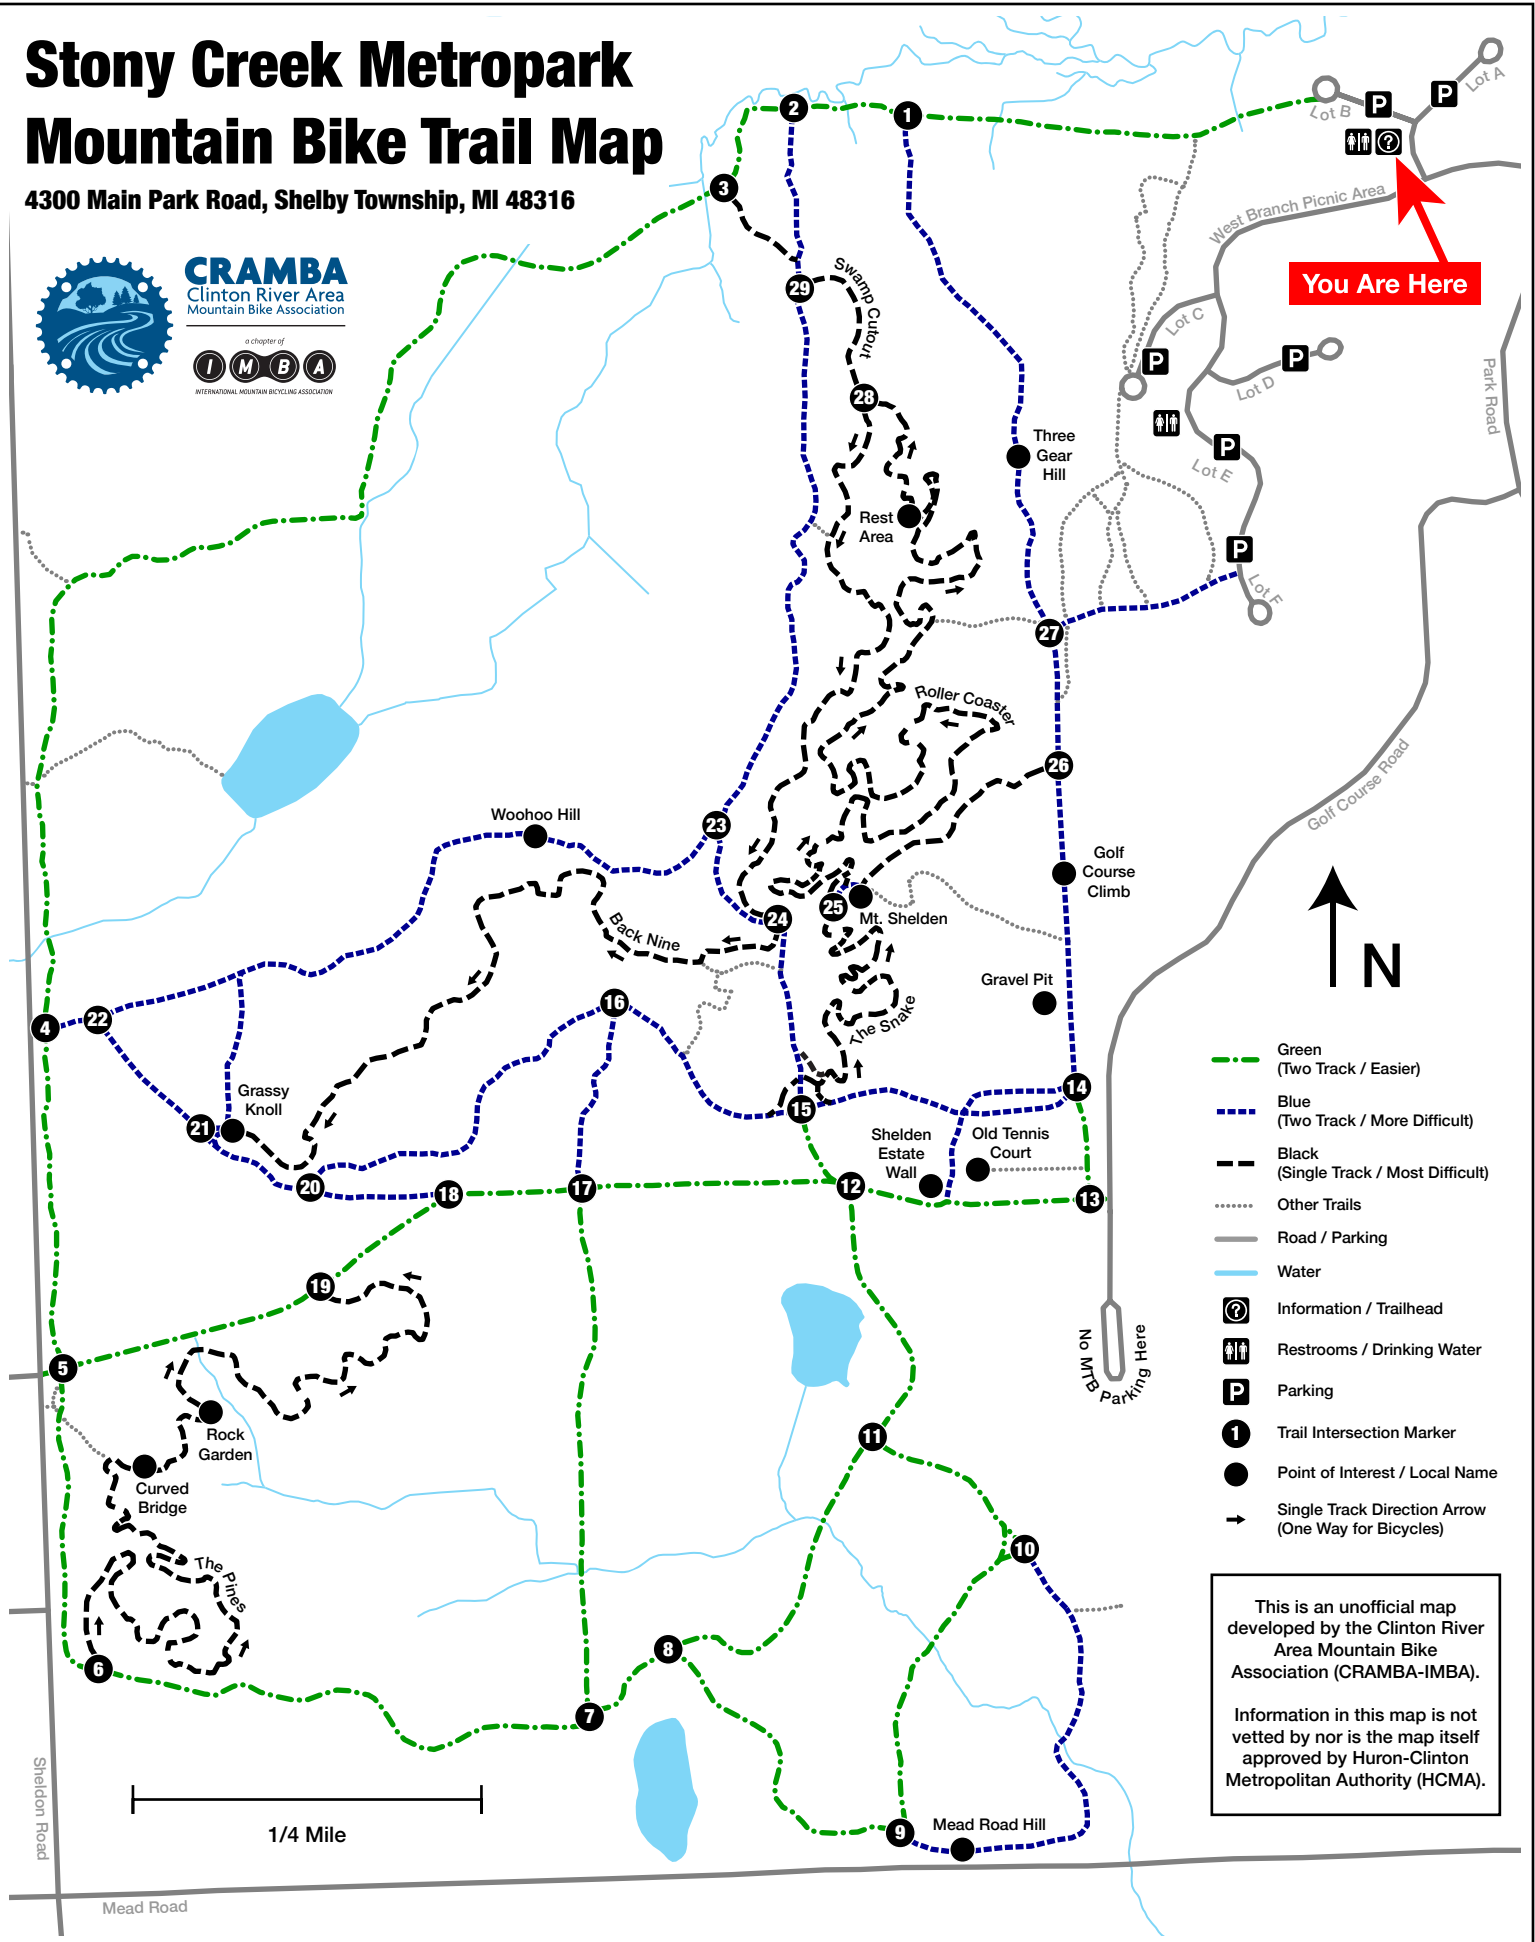 Stony Creek Metropark
Mountain Bike Trail Map
4300 Main Park Road, Shelby Township, MI 48316
CRAMBA
Clinton River Area
Mountain Bike Association
a chapter of
I M B A
INTERNATIONAL MOUNTAIN BICYCLING ASSOCIATION
2
1
3
Lot B
P
P
Lot A
?
West Branch Picnic Area
You Are Here
29
Swamp Cutout
Lot C
P
P
Lot D
Park Road
28
Three
Gear
Hill
P
Lot E
Rest
Area
P
Lot F
27
Roller Coaster
26
Golf Course Road
Woohoo Hill
23
Golf
Course
Climb
Back Nine
24
25
Mt. Shelden
N
Gravel Pit
4
22
16
The Snake
Grassy
Knoll
21
15
14
Shelden
Estate
Wall
Old Tennis
Court
20
18
17
12
13
19
5
No MTB Parking Here
Rock
Garden
11
Curved
Bridge
10
The Pines
6
8
7
9
Mead Road Hill
1/4 Mile
Sheldon Road
Mead Road
Green
(Two Track / Easier)
Blue
(Two Track / More Difficult)
Black
(Single Track / Most Difficult)
Other Trails
Road / Parking
Water
?
Information / Trailhead
Restrooms / Drinking Water
P
Parking
1
Trail Intersection Marker
Point of Interest / Local Name
Single Track Direction Arrow
(One Way for Bicycles)
This is an unofficial map
developed by the Clinton River
Area Mountain Bike
Association (CRAMBA-IMBA).
Information in this map is not
vetted by nor is the map itself
approved by Huron-Clinton
Metropolitan Authority (HCMA).